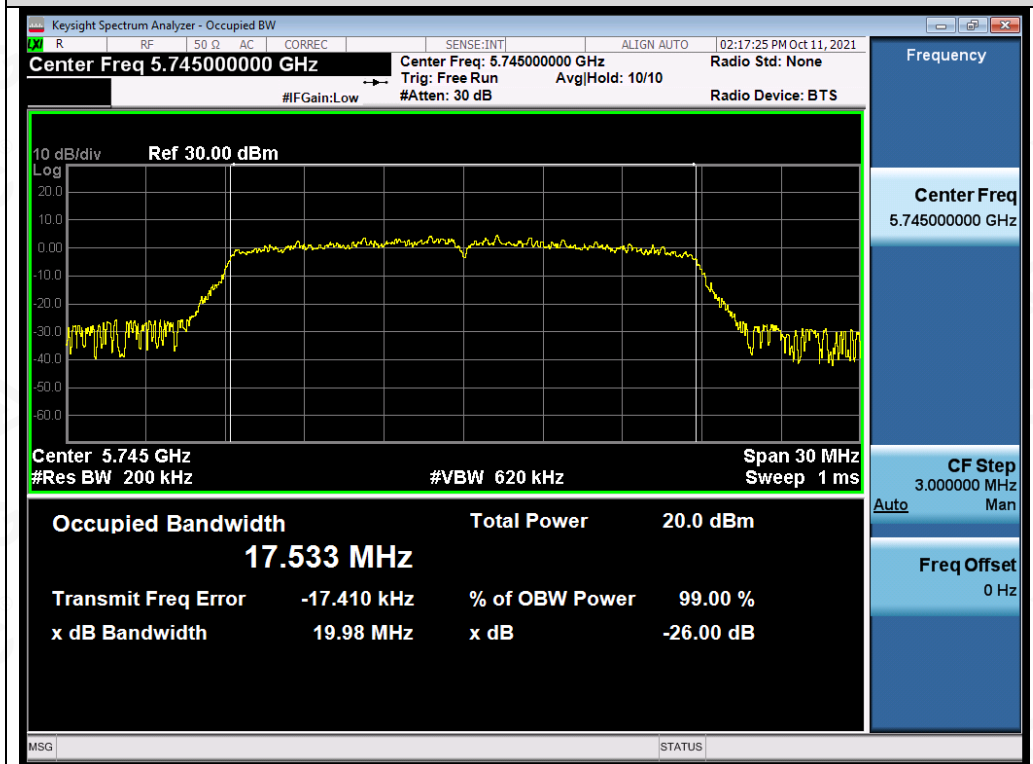 Keysight Spectrum Analyzer - Occupied BW
LXI R RF 50 Ω AC CORREC SENSE:INT ALIGN AUTO 02:17:25 PM Oct 11, 2021
Center Freq 5.745000000 GHz
Center Freq: 5.745000000 GHz Radio Std: None
Trig: Free Run Avg|Hold: 10/10
#IFGain:Low #Atten: 30 dB Radio Device: BTS
10 dB/div Ref 30.00 dBm
Log
20.0
10.0
0.00
-10.0
-20.0
-30.0
-40.0
-50.0
-60.0
Center 5.745 GHz Span 30 MHz
#Res BW 200 kHz #VBW 620 kHz Sweep 1 ms
Occupied Bandwidth Total Power 20.0 dBm
17.533 MHz
Transmit Freq Error -17.410 kHz % of OBW Power 99.00 %
x dB Bandwidth 19.98 MHz x dB -26.00 dB
MSG STATUS
Frequency
Center Freq
5.745000000 GHz
CF Step
3.000000 MHz
Auto Man
Freq Offset
0 Hz